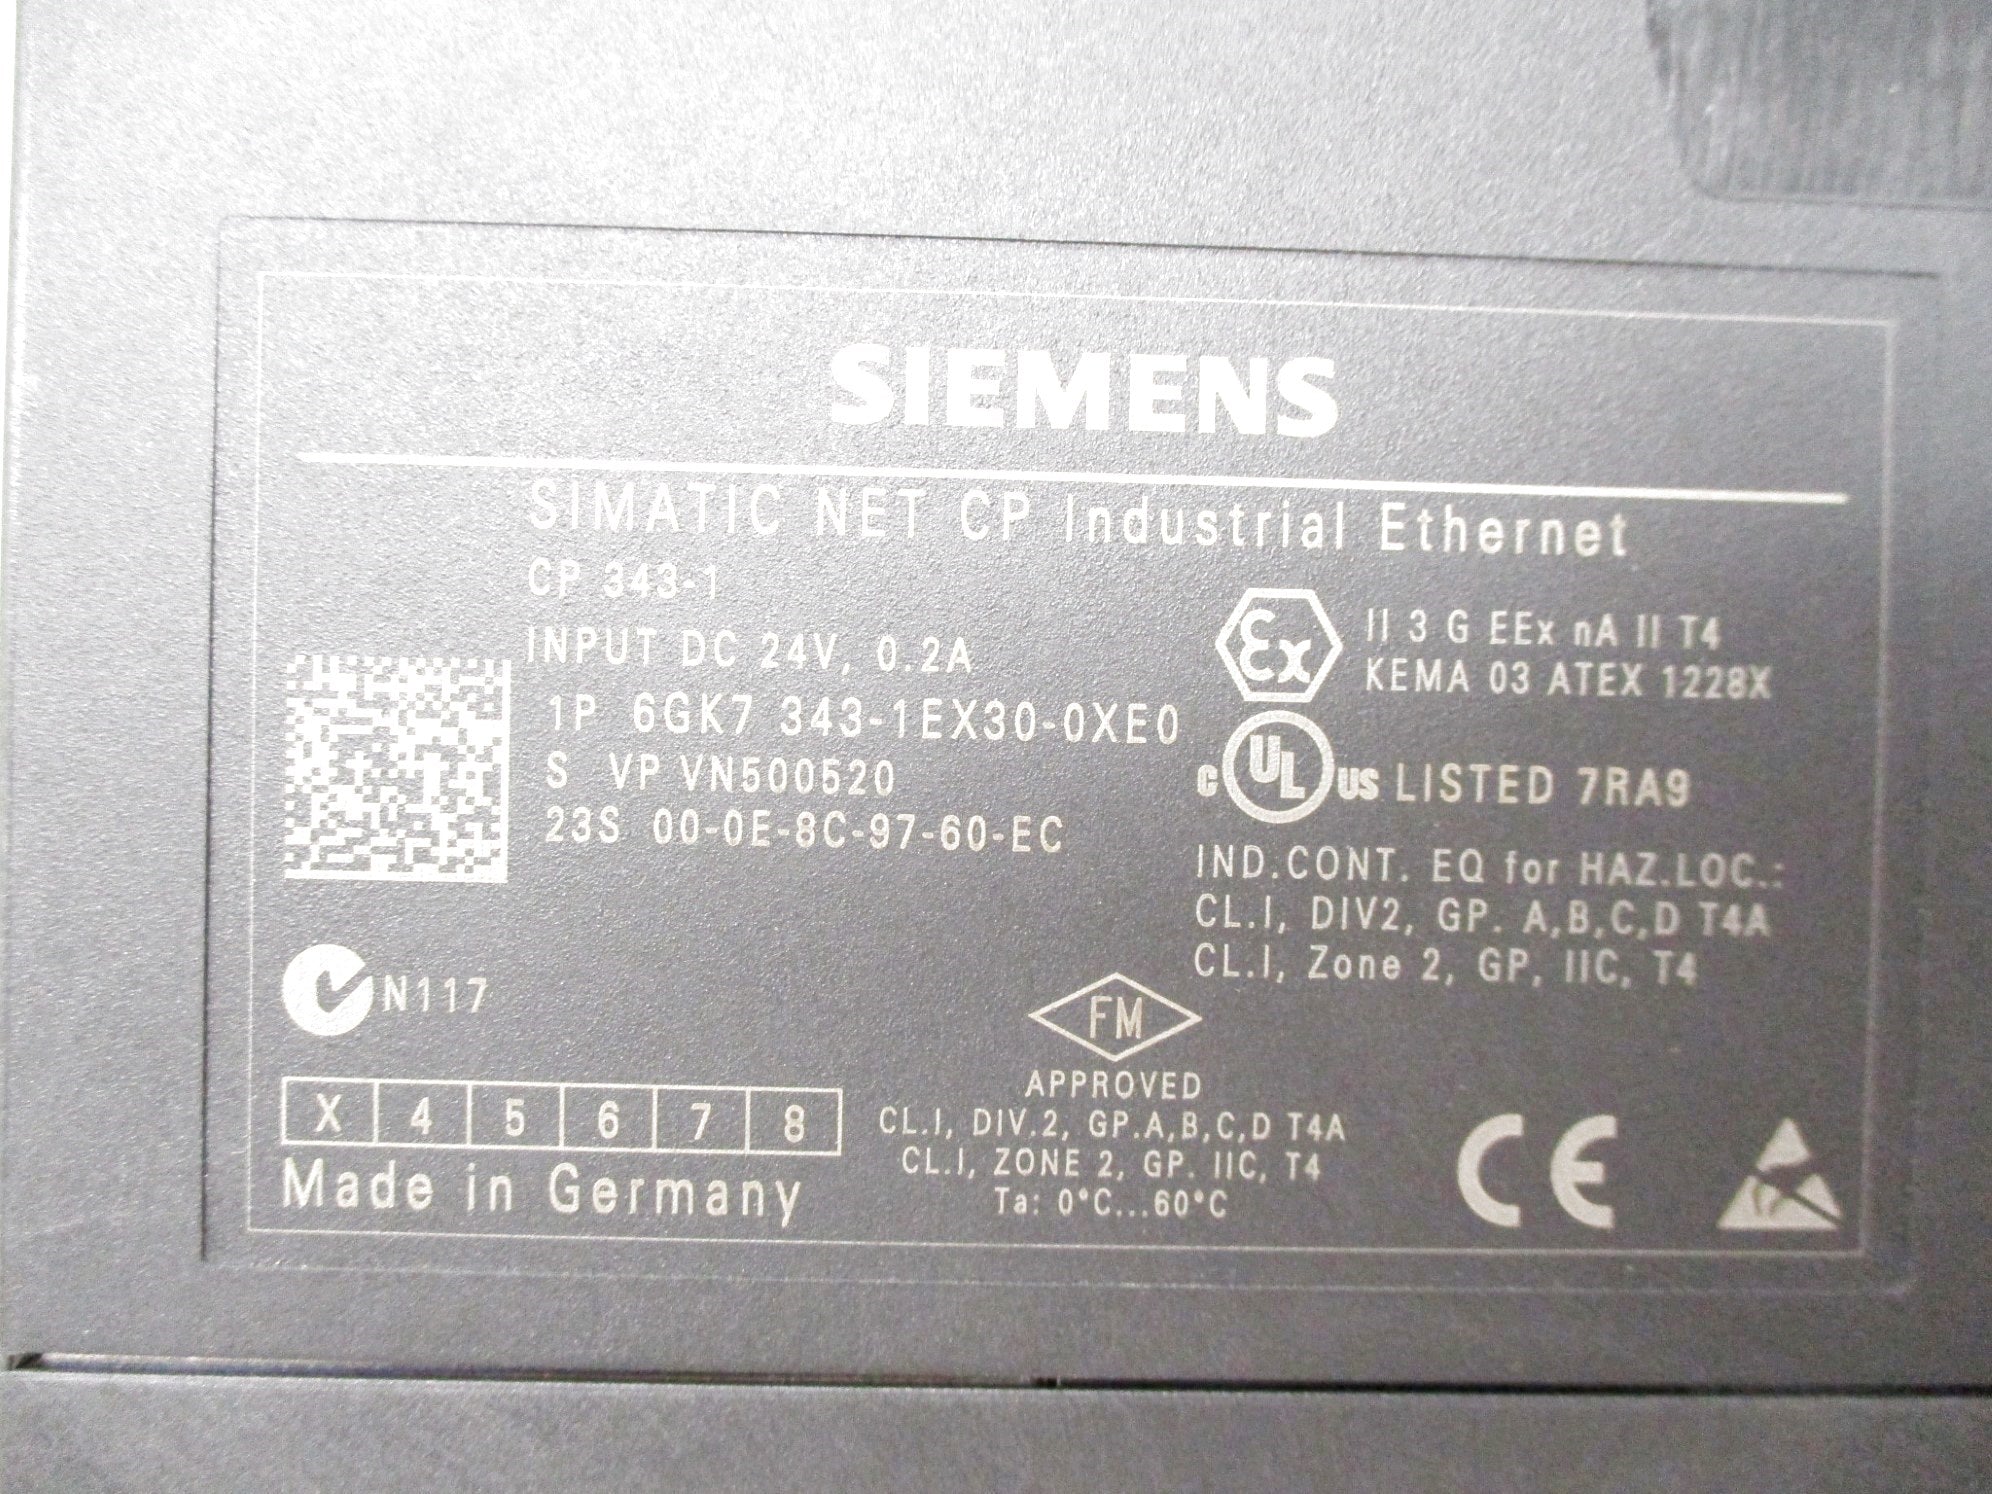 SIEMENS
SIMATIC NET CP Industrial Ethernet
CP 343-1
INPUT DC 24V, 0.2A
1P 6GK7 343-1EX30-0XE0
S VP VN500520
23S 00-0E-8C-97-60-EC
Ex II 3 G EEx nA II T4
KEMA 03 ATEX 1228X
c UL US LISTED 7RA9
IND.CONT. EQ for HAZ.LOC.:
CL.I, DIV2, GP. A,B,C,D T4A
CL.I, Zone 2, GP, IIC, T4
N117
FM
APPROVED
CL.I, DIV.2, GP.A,B,C,D T4A
CL.I, ZONE 2, GP. IIC, T4
Ta: 0°C...60°C
X 4 5 6 7 8
Made in Germany
CE